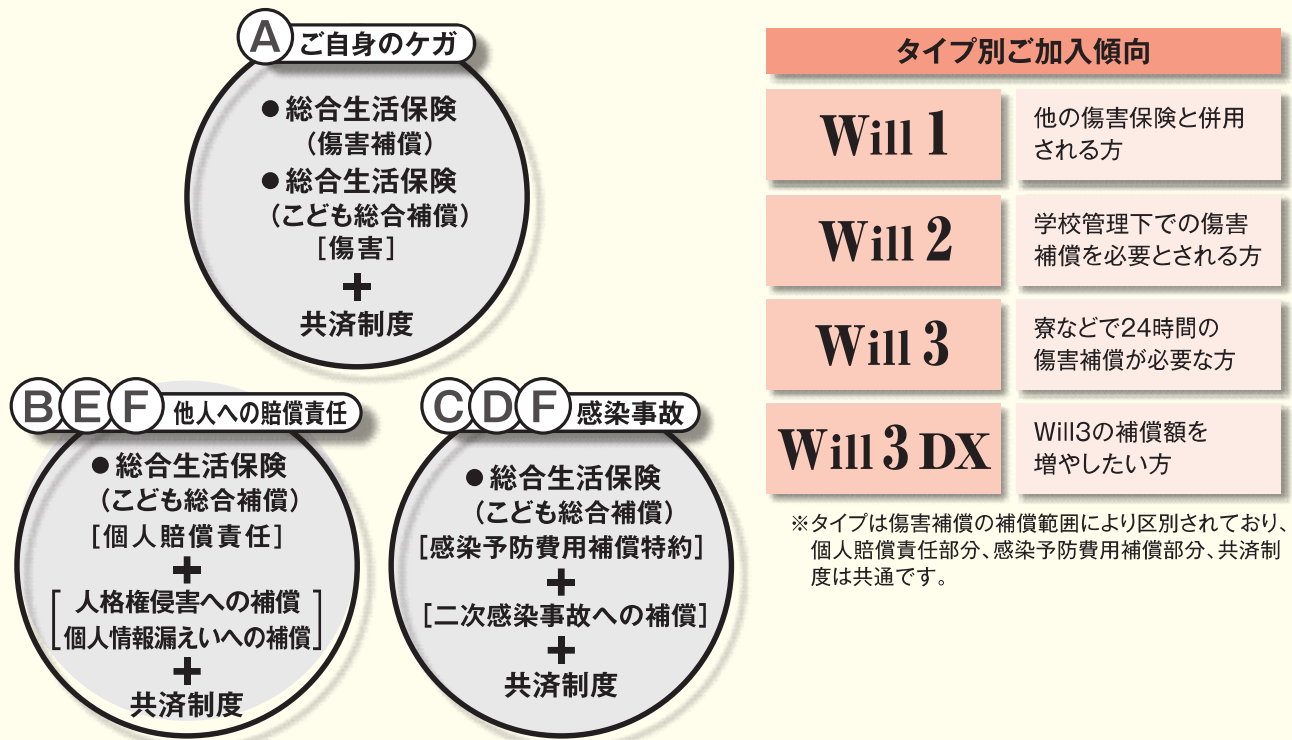 A ご自身のケガ
●総合生活保険
（傷害補償）
●総合生活保険
（こども総合補償）
［傷害］
＋
共済制度
B E F 他人への賠償責任
●総合生活保険
（こども総合補償）
［個人賠償責任］
＋
［人格権侵害への補償
個人情報漏えいへの補償］
＋
共済制度
C D F 感染事故
●総合生活保険
（こども総合補償）
［感染予防費用補償特約］
＋
［二次感染事故への補償］
＋
共済制度
タイプ別ご加入傾向
Will 1
他の傷害保険と併用
される方
Will 2
学校管理下での傷害
補償を必要とされる方
Will 3
寮などで24時間の
傷害補償が必要な方
Will 3 DX
Will3の補償額を
増やしたい方
※タイプは傷害補償の補償範囲により区別されており、
個人賠償責任部分、感染予防費用補償部分、共済制
度は共通です。